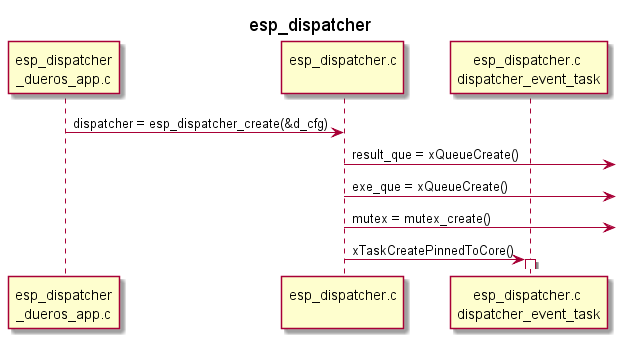 esp_dispatcher
esp_dispatcher
_dueros_app.c
esp_dispatcher.c
esp_dispatcher.c
dispatcher_event_task
dispatcher = esp_dispatcher_create(&d_cfg)
result_que = xQueueCreate()
exe_que = xQueueCreate()
mutex = mutex_create()
xTaskCreatePinnedToCore()
esp_dispatcher
_dueros_app.c
esp_dispatcher.c
esp_dispatcher.c
dispatcher_event_task